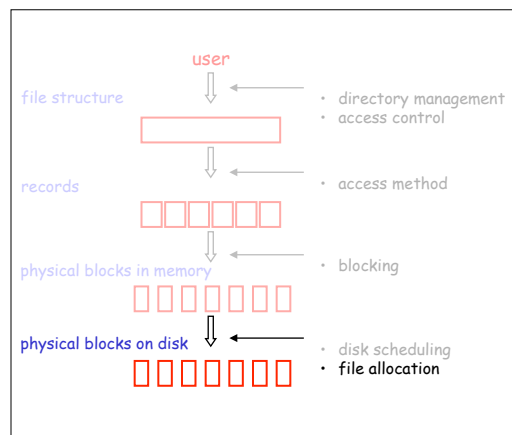 user
file structure
• directory management
• access control
• access method
records
• blocking
physical blocks in memory
physical blocks on disk
• disk scheduling
• file allocation